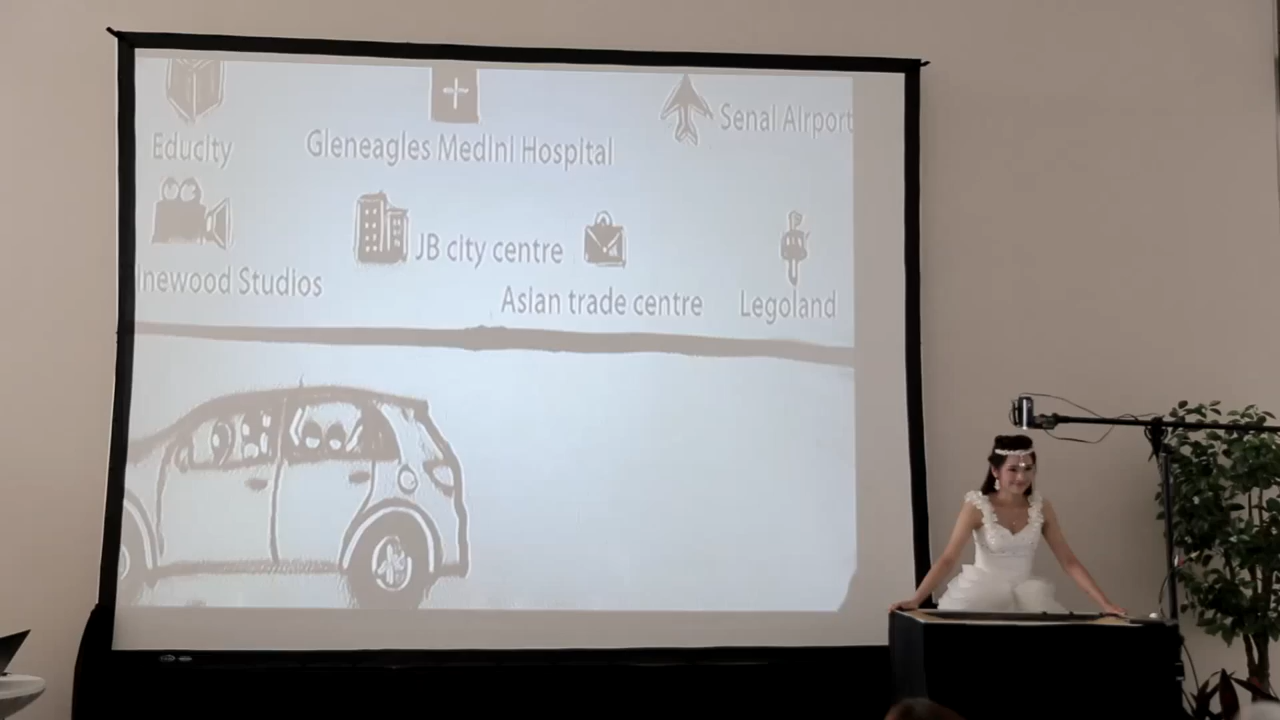 Educity
Gleneagles Medini Hospital
Senai Airport
inewood Studios
JB city centre
Asian trade centre
Legoland